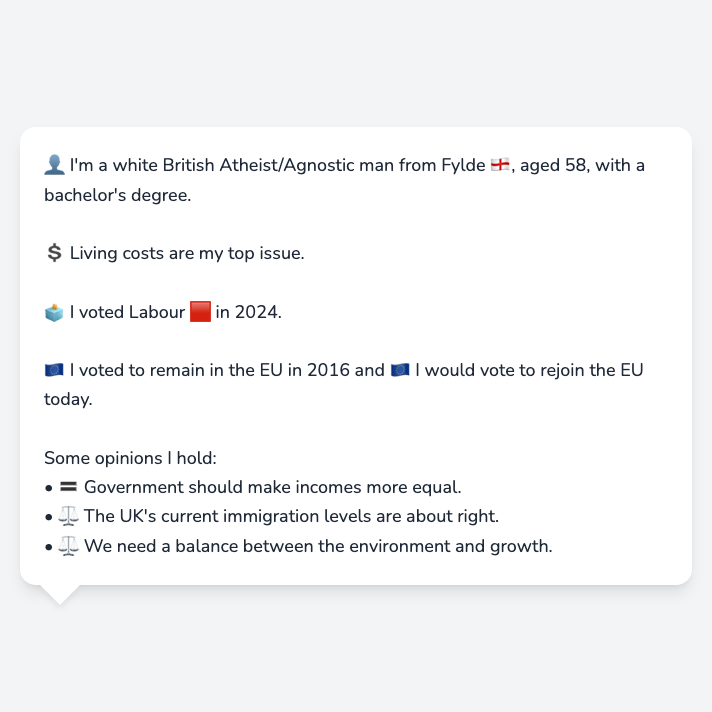 👤 I'm a white British Atheist/Agnostic man from Fylde 🏴󠁧󠁢󠁥󠁮󠁧󠁿, aged 58, with a
bachelor's degree.
💲 Living costs are my top issue.
🗳️ I voted Labour 🟥 in 2024.
🇪🇺 I voted to remain in the EU in 2016 and 🇪🇺 I would vote to rejoin the EU
today.
Some opinions I hold:
• 🟰 Government should make incomes more equal.
• ⚖️ The UK's current immigration levels are about right.
• ⚖️ We need a balance between the environment and growth.